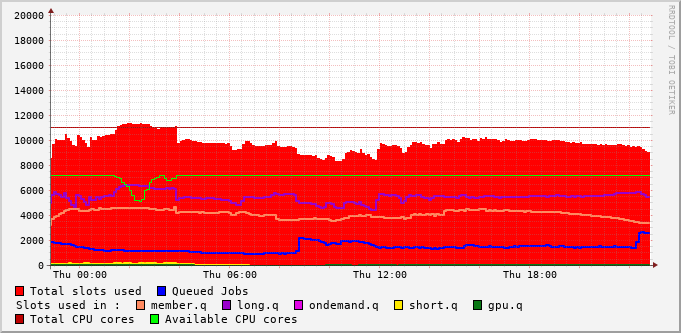 20000
18000
16000
14000
12000
10000
8000
6000
4000
2000
0
Thu 00:00 Thu 06:00 Thu 12:00 Thu 18:00
RRDTOOL / TOBI OETIKER
Total slots used Queued Jobs
Slots used in : member.q long.q ondemand.q short.q gpu.q
Total CPU cores Available CPU cores